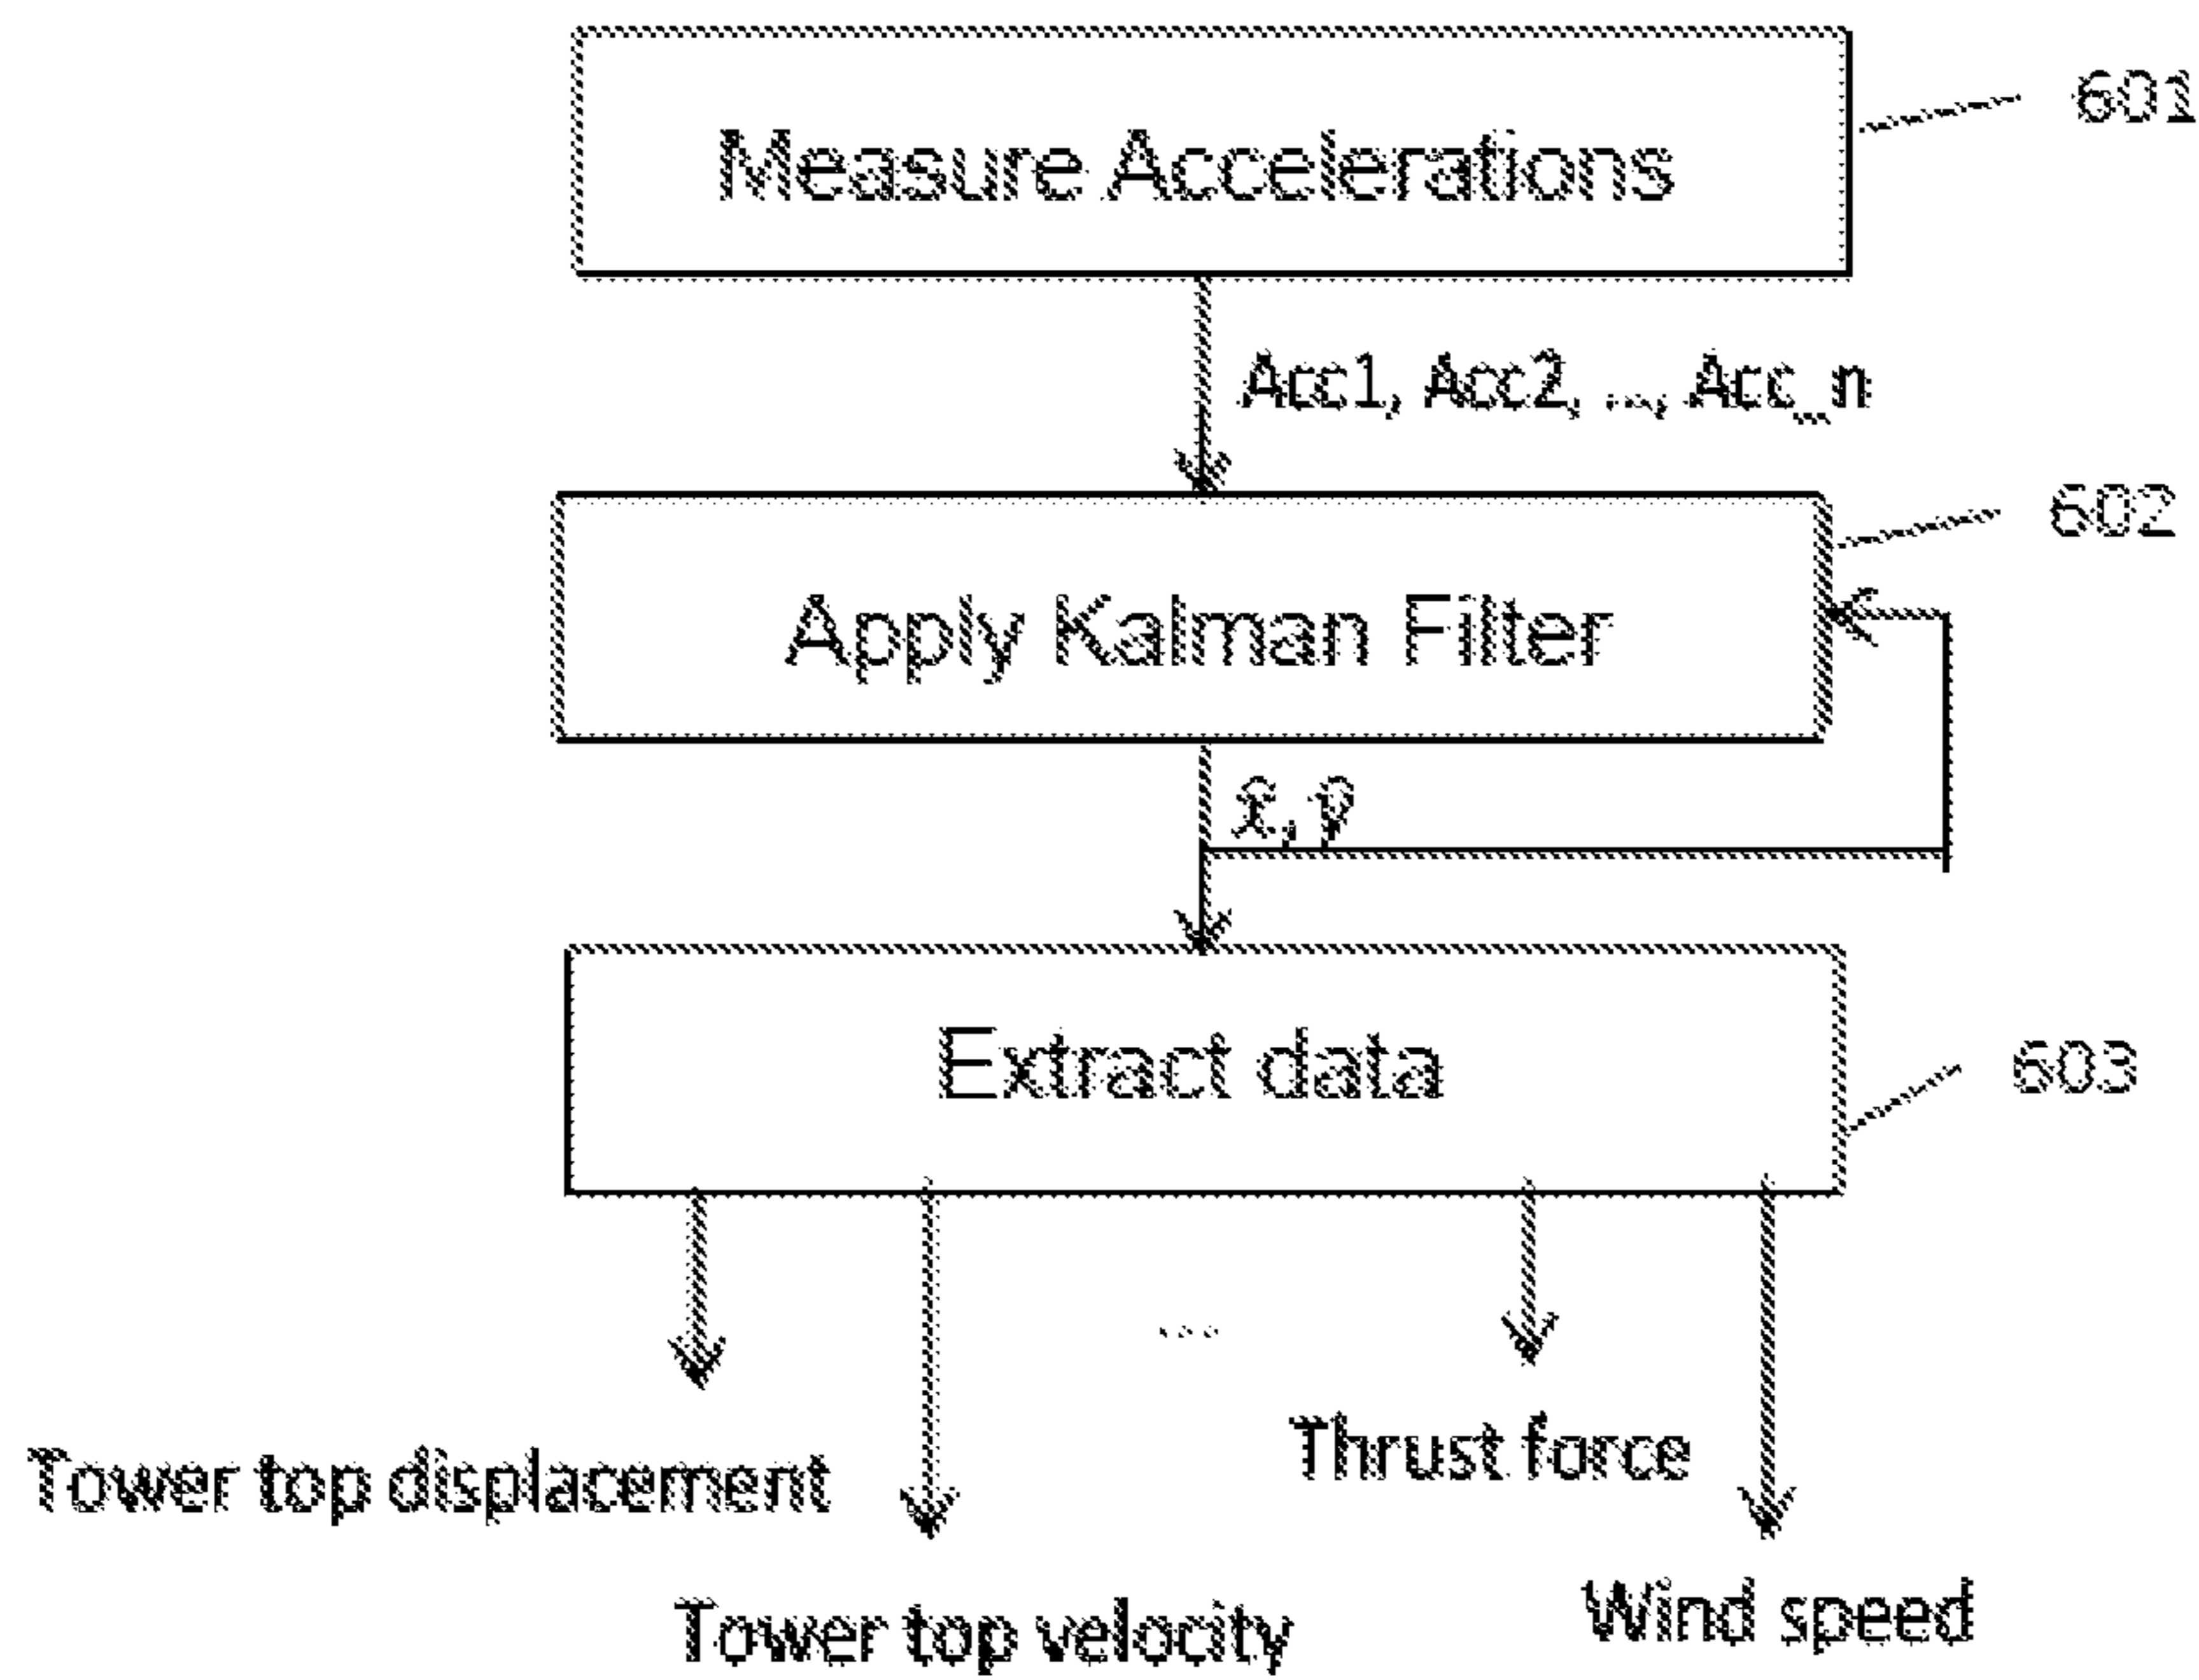 Measure Accelerations
601
Acc1, Acc2, ..., Acc_n
602
Apply Kalman Filter
x̂, ŷ
Extract data
603
...
Thrust force
Tower top displacement
Wind speed
Tower top velocity